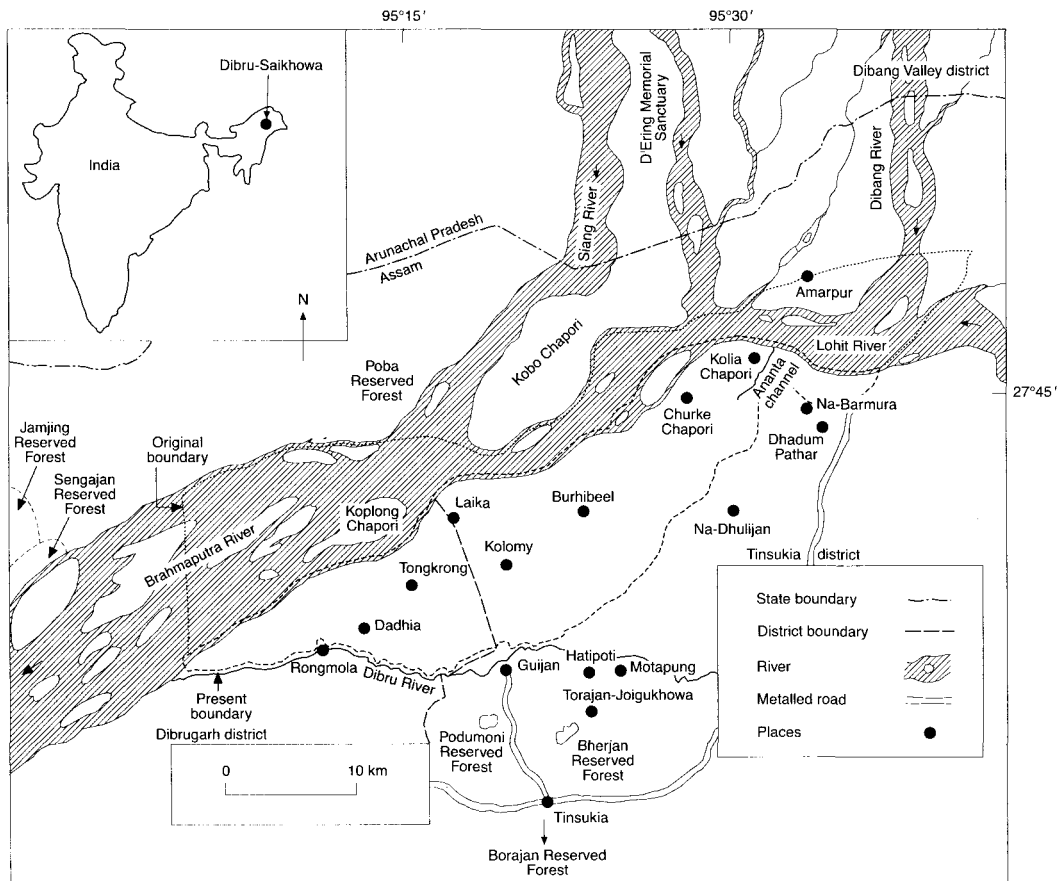 95°15′
95°30′
Dibru-Saikhowa
India
Dibang Valley district
D'Ering Memorial
Sanctuary
Siang River
Dibang River
Arunachal Pradesh
Assam
N
Amarpur
Kobo Chapori
Lohit River
Poba
Reserved
Forest
Kolia
Chapori
Ananta
channel
27°45′
Na-Barmura
Churke
Chapori
Dhadum
Pathar
Jamjing
Reserved
Forest
Original
boundary
Sengajan
Reserved
Forest
Koplong
Chapori
Laika
Burhibeel
Na-Dhulijan
Brahmaputra River
Kolomy
Tinsukia district
Tongkrong
Dadhia
State boundary
District boundary
River
Metalled road
Places
Rongmola
Dibru River
Guijan
Hatipoti
Motapung
Present
boundary
Torajan-Joigukhowa
Dibrugarh district
Podumoni
Reserved
Forest
Bherjan
Reserved
Forest
0
10 km
Tinsukia
Borajan Reserved
Forest